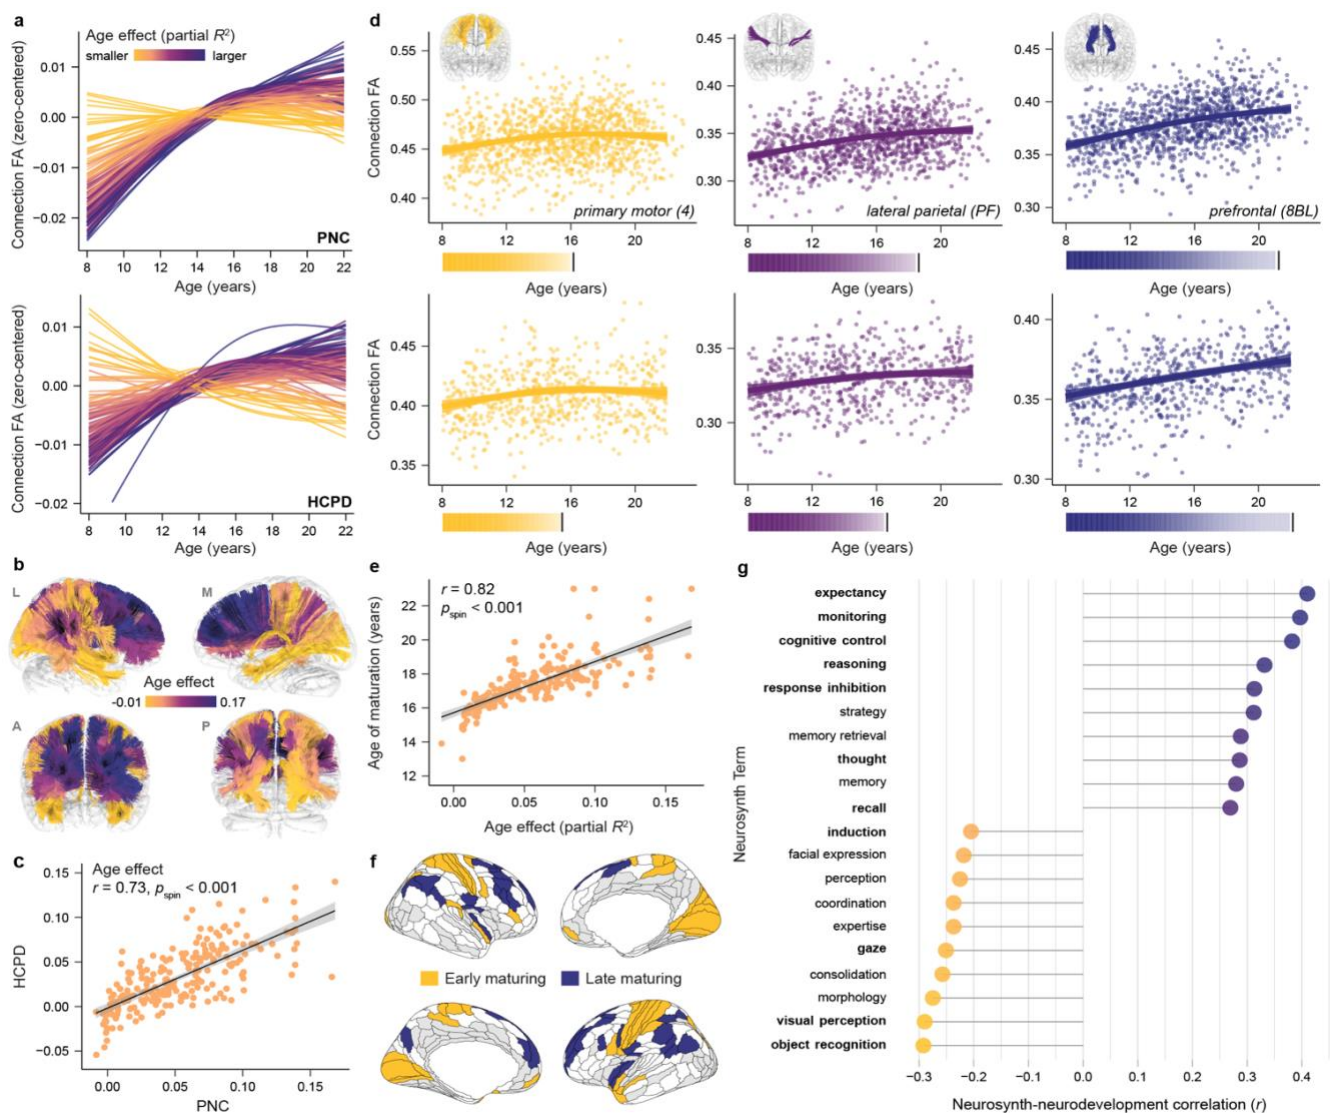 a
Age effect (partial R²)
smaller larger
Connection FA (zero-centered)
0.01
0.00
−0.01
−0.02
PNC
8 10 12 14 16 18 20 22
Age (years)
Connection FA (zero-centered)
0.01
0.00
−0.01
−0.02
HCPD
8 10 12 14 16 18 20 22
Age (years)
b
L M
Age effect
-0.01 0.17
A P
c
Age effect
r = 0.73, pspin < 0.001
HCPD
0.15
0.10
0.05
0.00
−0.05
0.00 0.05 0.10 0.15
PNC
d
Connection FA
0.55
0.50
0.45
0.40
primary motor (4)
8 12 16 20
Age (years)
0.45
0.40
0.35
0.30
lateral parietal (PF)
8 12 16 20
Age (years)
0.45
0.40
0.35
0.30
prefrontal (8BL)
8 12 16 20
Age (years)
Connection FA
0.45
0.40
0.35
8 12 16 20
Age (years)
0.35
0.30
8 12 16 20
Age (years)
0.40
0.35
0.30
8 12 16 20
Age (years)
e
r = 0.82
pspin < 0.001
Age of maturation (years)
22
20
18
16
14
12
0.00 0.05 0.10 0.15
Age effect (partial R²)
f
Early maturing Late maturing
g
Neurosynth Term
expectancy
monitoring
cognitive control
reasoning
response inhibition
strategy
memory retrieval
thought
memory
recall
induction
facial expression
perception
coordination
expertise
gaze
consolidation
morphology
visual perception
object recognition
−0.3 −0.2 −0.1 0.0 0.1 0.2 0.3 0.4
Neurosynth-neurodevelopment correlation (r)